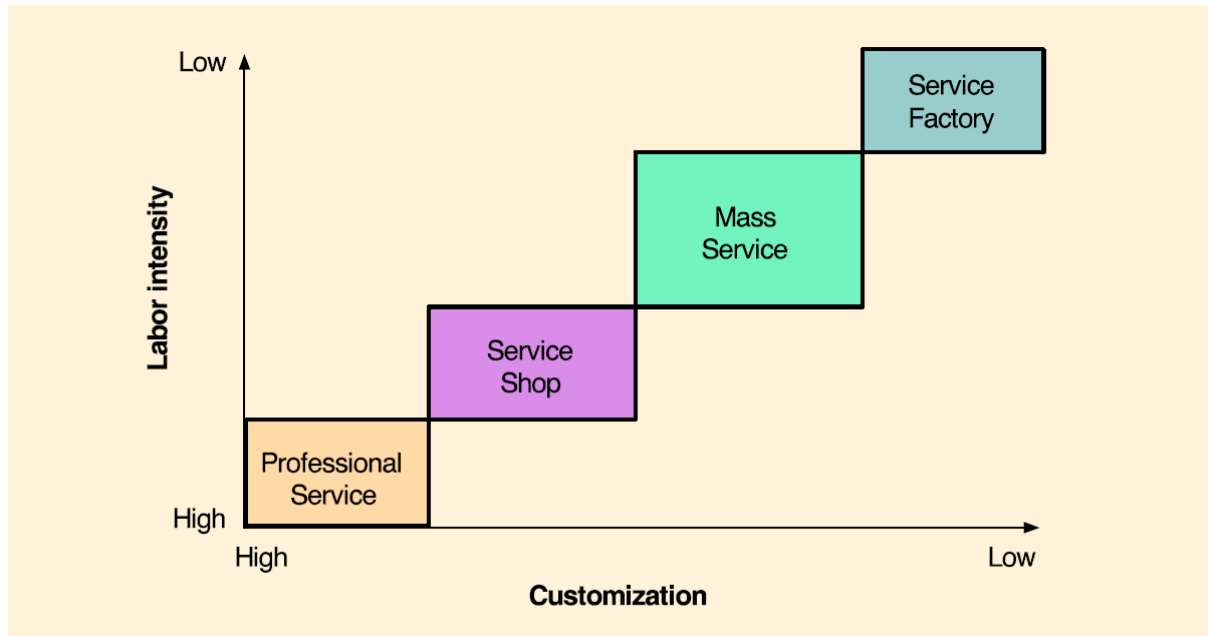 Low
Service
Factory
Mass
Service
Labor intensity
Service
Shop
Professional
Service
High
High
Low
Customization